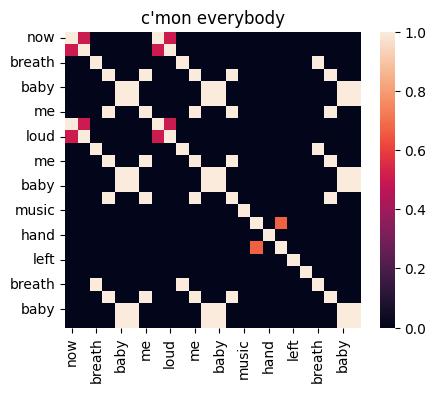 c'mon everybody
now
breath
baby
me
loud
me
baby
music
hand
left
breath
baby
now
breath
baby
me
loud
me
baby
music
hand
left
breath
baby
1.0
0.8
0.6
0.4
0.2
0.0